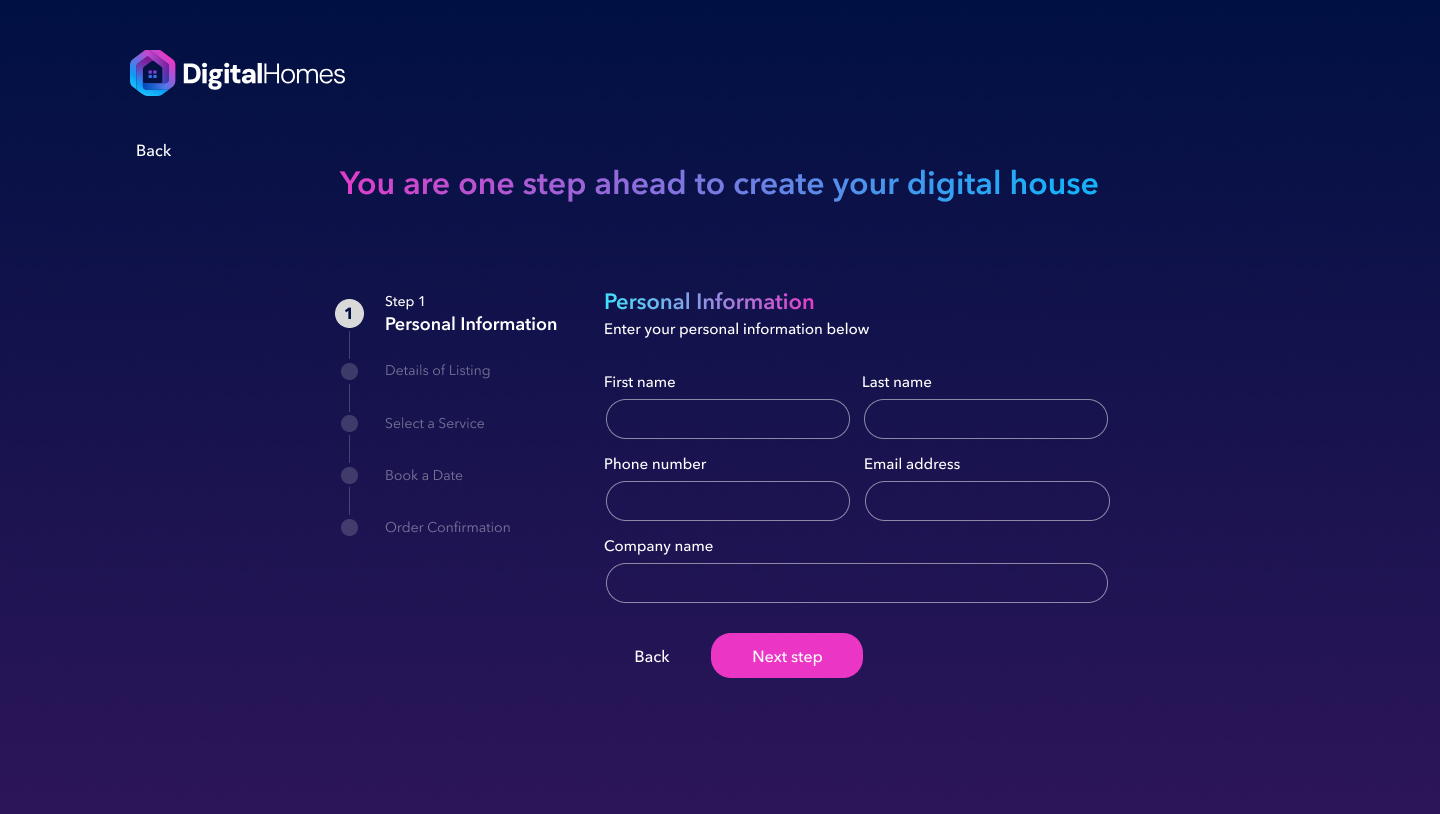 DigitalHomes
Back
You are one step ahead to create your digital house
1
Step 1
Personal Information
Details of Listing
Select a Service
Book a Date
Order Confirmation
Personal Information
Enter your personal information below
First name
Last name
Phone number
Email address
Company name
Back
Next step